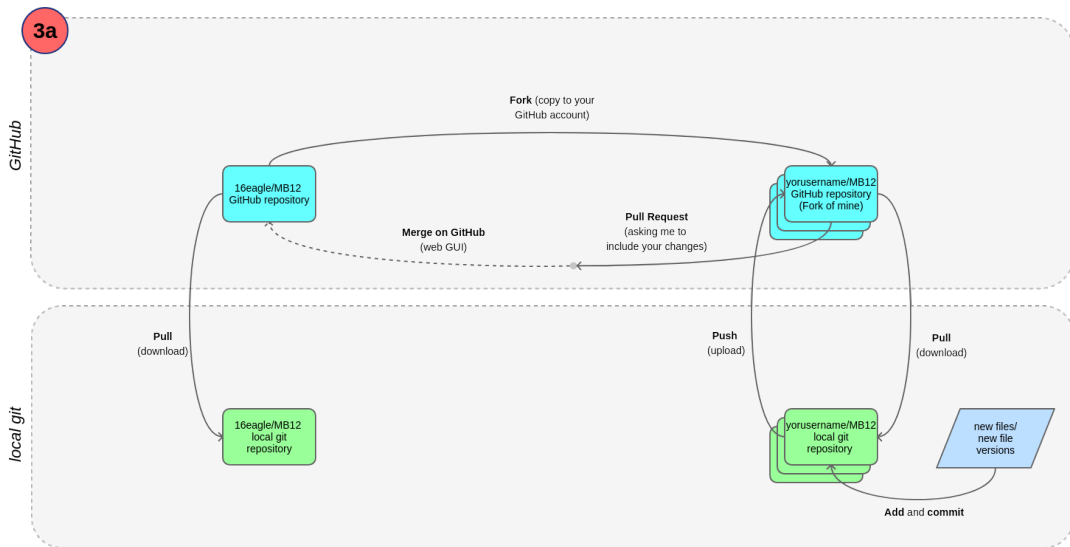 3a
GitHub
Fork (copy to your
GitHub account)
16eagle/MB12
GitHub repository
yorusername/MB12
GitHub repository
(Fork of mine)
Merge on GitHub
(web GUI)
Pull Request
(asking me to
include your changes)
local git
Pull
(download)
Push
(upload)
Pull
(download)
16eagle/MB12
local git
repository
yorusername/MB12
local git
repository
new files/
new file
versions
Add and commit